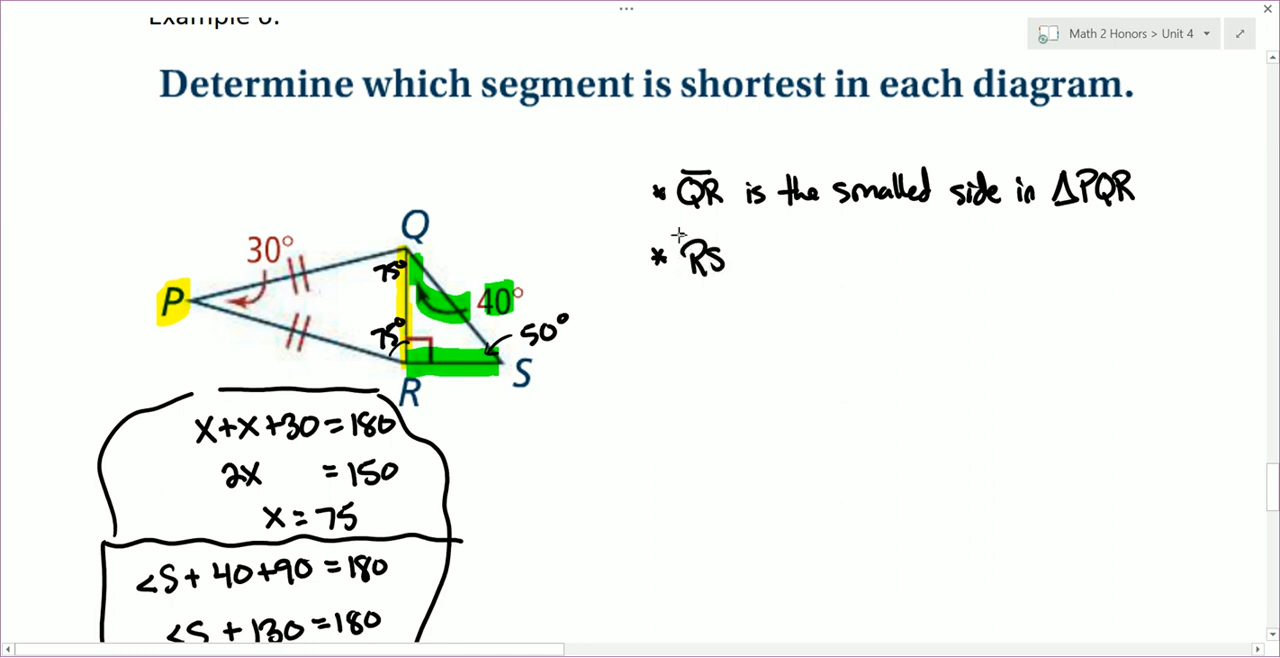 Example 6:
Math 2 Honors > Unit 4
Determine which segment is shortest in each diagram.
* QR is the smalled side in ΔPQR
* RS
Q
30°
75°
P
40°
75°
50°
R
S
x+x+30=180
2x =150
x=75
<S+40+90=180
<S+130=180